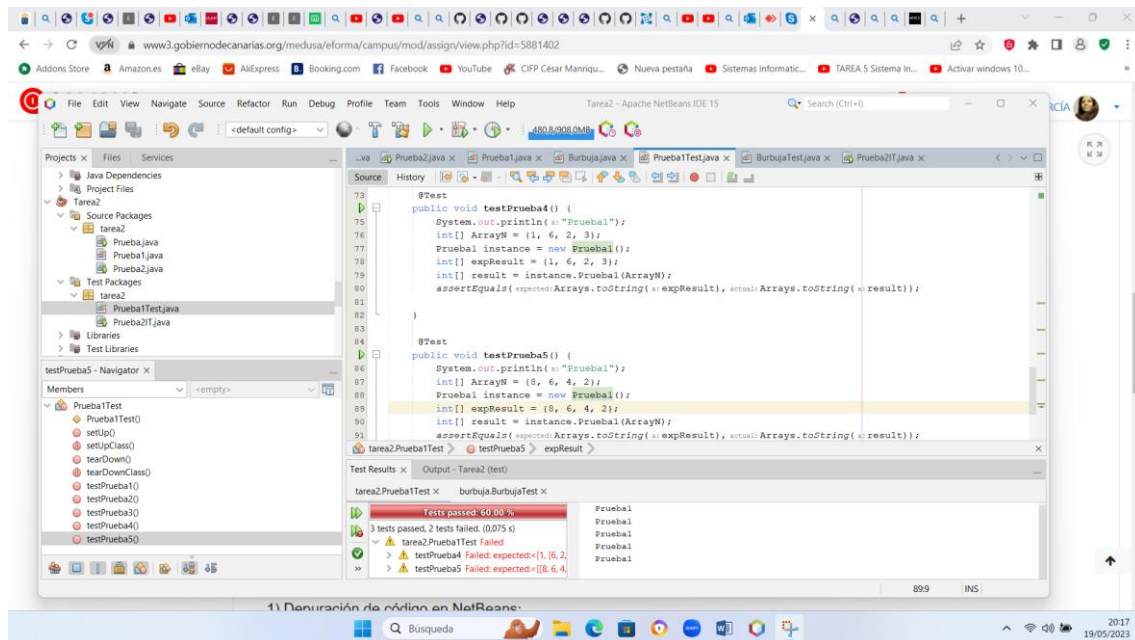 www3.gobiernodecanarias.org/medusa/eforma/campus/mod/assign/view.php?id=5881402
VPN
Addons Store Amazon.es eBay AliExpress Booking.com Facebook YouTube CIFP César Manriqu... Nueva pestaña Sistemas Informatic... TAREA 5 Sistema In... Activar windows 10... »
RCÍA
File Edit View Navigate Source Refactor Run Debug Profile Team Tools Window Help
Tarea2 - Apache NetBeans IDE 15
Search (Ctrl+I)
<default config>
480,8/908,0MB
Projects Files Services
Java Dependencies
Project Files
Tarea2
Source Packages
tarea2
Prueba.java
Prueba1.java
Prueba2.java
Test Packages
tarea2
Prueba1Test.java
Prueba2IT.java
Libraries
Test Libraries
testPrueba5 - Navigator
Members
<empty>
Prueba1Test
Prueba1Test()
setUp()
setUpClass()
tearDown()
tearDownClass()
testPrueba1()
testPrueba2()
testPrueba3()
testPrueba4()
testPrueba5()
...va Prueba2.java Prueba1.java Burbuja.java Prueba1Test.java BurbujaTest.java Prueba2IT.java
Source History
73 @Test
public void testPrueba4() {
75 System.out.println(x: "Prueba1");
76 int[] ArrayN = {1, 6, 2, 3};
77 Prueba1 instance = new Prueba1();
78 int[] expResult = {1, 6, 2, 3};
79 int[] result = instance.Prueba1(ArrayN);
80 assertEquals(expected: Arrays.toString(a: expResult), actual: Arrays.toString(a: result));
81
82 }
83
84 @Test
public void testPrueba5() {
86 System.out.println(x: "Prueba1");
87 int[] ArrayN = {8, 6, 4, 2};
88 Prueba1 instance = new Prueba1();
89 int[] expResult = {8, 6, 4, 2};
90 int[] result = instance.Prueba1(ArrayN);
91 assertEquals(expected: Arrays.toString(a: expResult), actual: Arrays.toString(a: result));
tarea2.Prueba1Test testPrueba5 expResult
Test Results Output - Tarea2 (test)
tarea2.Prueba1Test burbuja.BurbujaTest
Tests passed: 60,00 %
3 tests passed, 2 tests failed. (0,075 s)
tarea2.Prueba1Test Failed
testPrueba4 Failed: expected:<[1, [6, 2,
testPrueba5 Failed: expected:<[[8, 6, 4,
»
Prueba1
Prueba1
Prueba1
Prueba1
Prueba1
89:9 INS
1) Depuración de código en NetBeans:
Búsqueda
20:17